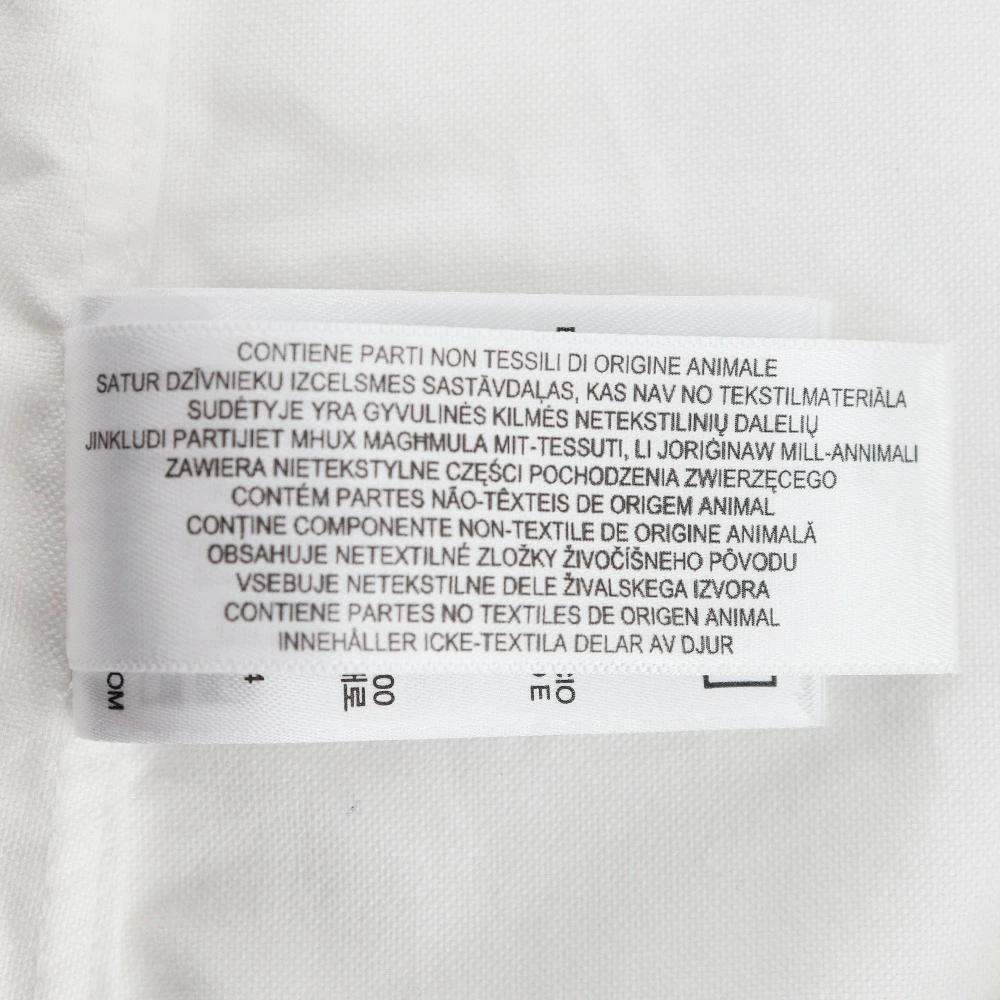 CONTIENE PARTI NON TESSILI DI ORIGINE ANIMALE
SATUR DZĪVNIEKU IZCELSMES SASTĀVDAĻAS, KAS NAV NO TEKSTILMATERIĀLA
SUDĖTYJE YRA GYVULINĖS KILMĖS NETEKSTILINIŲ DALELIŲ
JINKLUDI PARTIJIET MHUX MAGĦMULA MIT-TESSUTI, LI JORIĠINAW MILL-ANNIMALI
ZAWIERA NIETEKSTYLNE CZĘŚCI POCHODZENIA ZWIERZĘCEGO
CONTÉM PARTES NÃO-TÊXTEIS DE ORIGEM ANIMAL
CONȚINE COMPONENTE NON-TEXTILE DE ORIGINE ANIMALĂ
OBSAHUJE NETEXTILNÉ ZLOŽKY ŽIVOČÍŠNEHO PÔVODU
VSEBUJE NETEKSTILNE DELE ŽIVALSKEGA IZVORA
CONTIENE PARTES NO TEXTILES DE ORIGEN ANIMAL
INNEHÅLLER ICKE-TEXTILA DELAR AV DJUR
OM
00